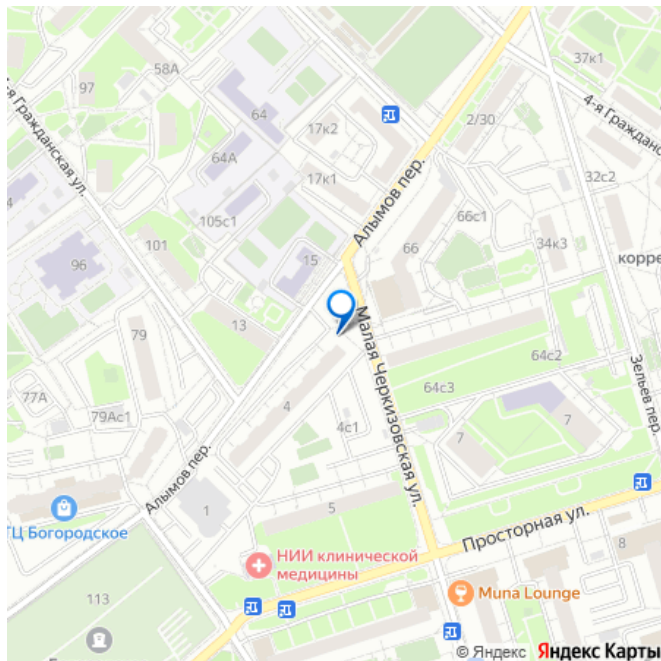 58А
37к1
97
4-я Гражданская ул.
64
17к2
2/30
4-я Гражданс
64А
17к1
32с2
105с1
Алымов пер.
66с1
101
66
34к3
96
15
корре
13
79
Малая Черкизовская ул.
64с2
77А
64с3
Зельев пер.
79Ас1
4
4с1
7
7
Алымов пер.
1
5
ТЦ Богородское
Просторная ул.
НИИ клинической
медицины
8
Muna Lounge
113
© Яндекс Яндекс Карты